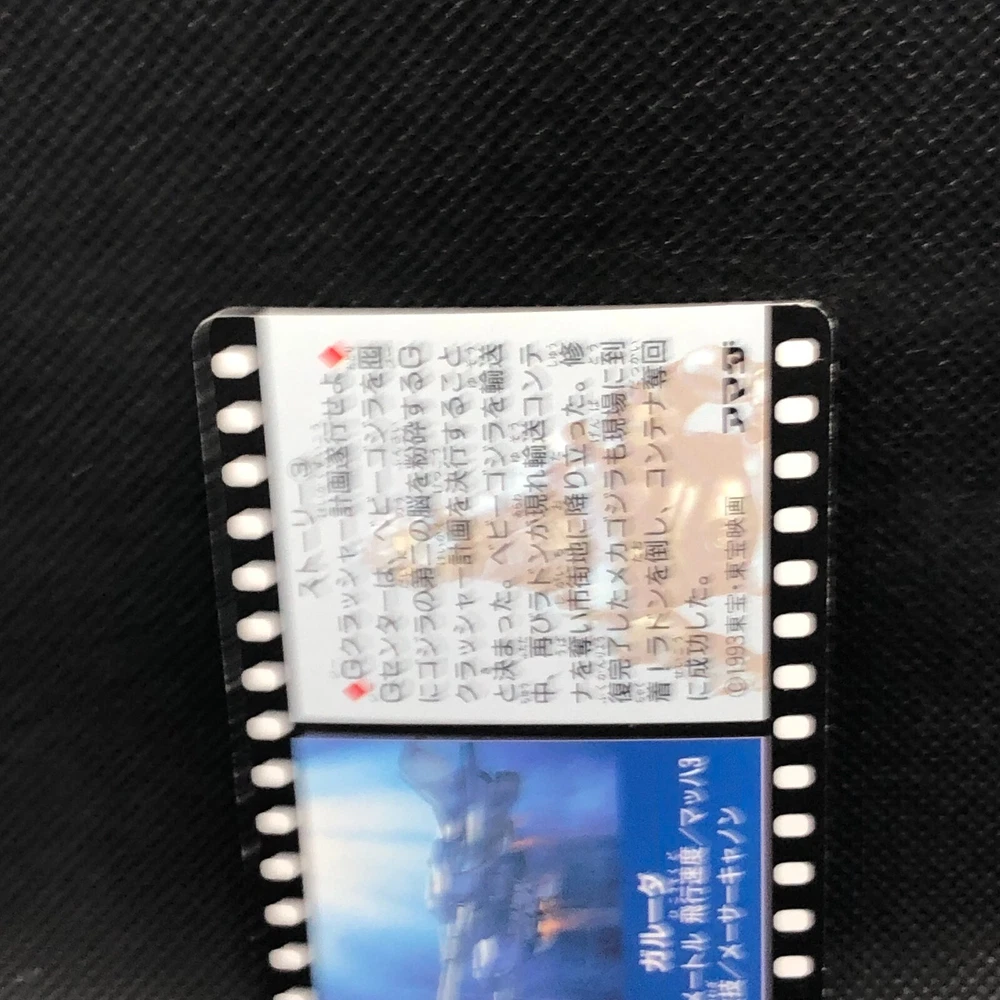 ストーリー③
◆Gクラッシャー計画遂行せよ◆
Gセンターは、ベビーゴジラを囮
にゴジラの第二の脳を粉砕するG
クラッシャー計画を決行すること
と決まった。ベビーゴジラを輸送
中、再びラドンが現れ輸送コンテ
ナを奪い市街地に降り立った。修
復完了したメカゴジラも現場に到
着！ラドンを倒し、コンテナ奪回
に成功した。
©1993東宝・東宝映画
アマダ
ガルーダ
メートル 飛行速度／マッハ3
技／メーサーキャノン